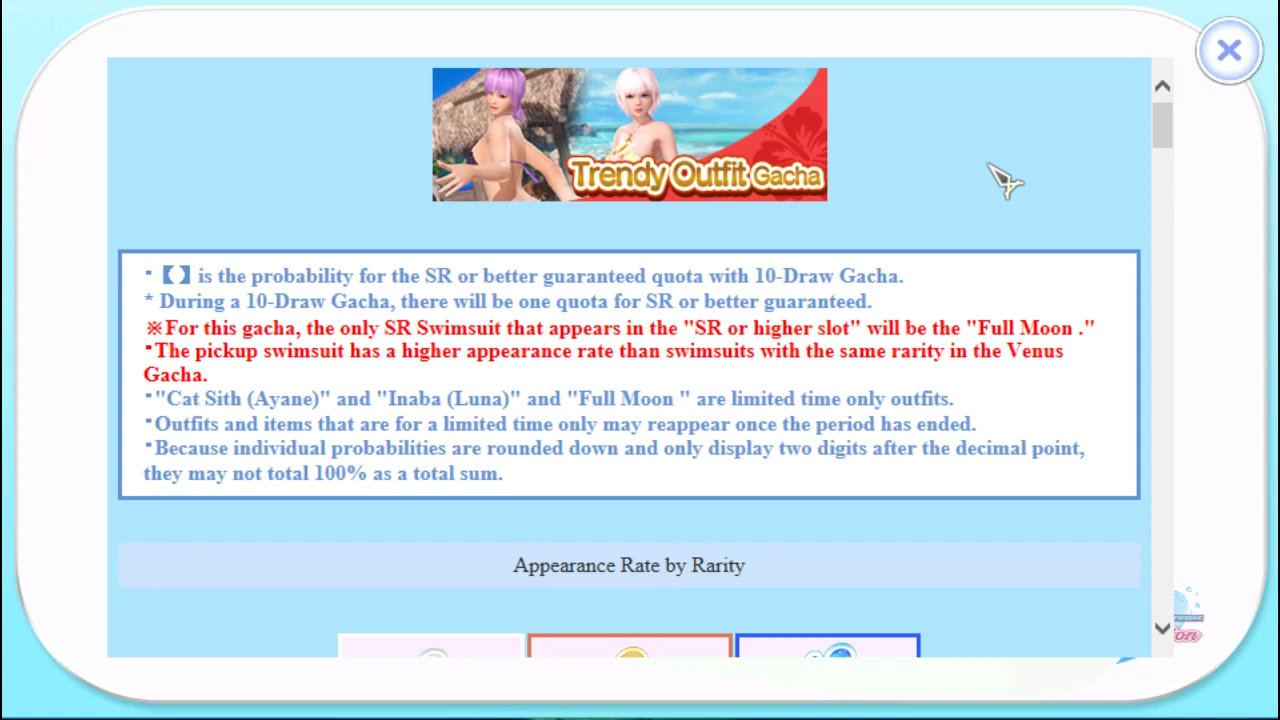 Trendy Outfit Gacha
·【 】is the probability for the SR or better guaranteed quota with 10-Draw Gacha.
* During a 10-Draw Gacha, there will be one quota for SR or better guaranteed.
※For this gacha, the only SR Swimsuit that appears in the "SR or higher slot" will be the "Full Moon ."
·The pickup swimsuit has a higher appearance rate than swimsuits with the same rarity in the Venus
Gacha.
·"Cat Sith (Ayane)" and "Inaba (Luna)" and "Full Moon " are limited time only outfits.
·Outfits and items that are for a limited time only may reappear once the period has ended.
·Because individual probabilities are rounded down and only display two digits after the decimal point,
they may not total 100% as a total sum.
Appearance Rate by Rarity